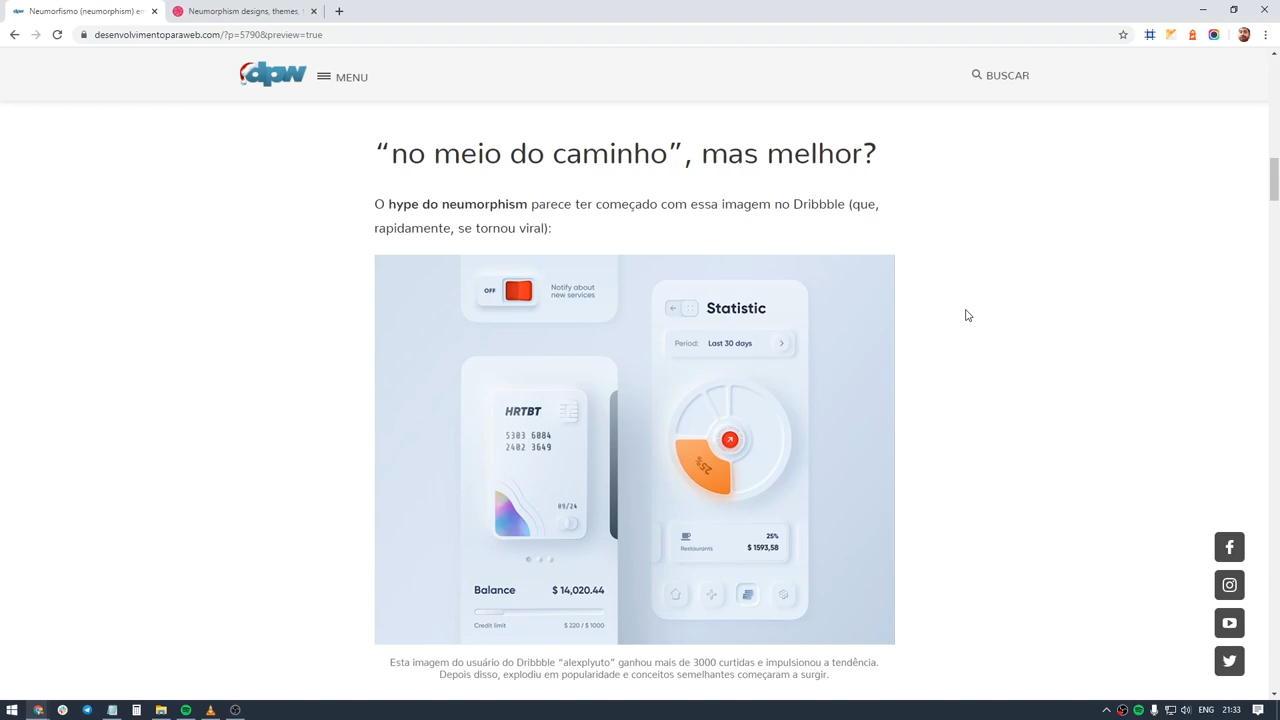 Neumorfismo (neumorphism) em
Neumorphism designs, themes,
desenvolvimentoparaweb.com/?p=5790&preview=true
dpw
MENU
BUSCAR
“no meio do caminho”, mas melhor?
O hype do neumorphism parece ter começado com essa imagem no Dribbble (que,
rapidamente, se tornou viral):
OFF
Notify about
new services
HRTBT
5303 6084
2402 3649
09/24
Balance $ 14,020.44
Credit limit $ 220 / $ 1000
Statistic
Period: Last 30 days
25%
25%
Restaurants $ 1593,58
Esta imagem do usuário do Dribbble “alexplyuto” ganhou mais de 3000 curtidas e impulsionou a tendência.
Depois disso, explodiu em popularidade e conceitos semelhantes começaram a surgir.
ENG 21:33